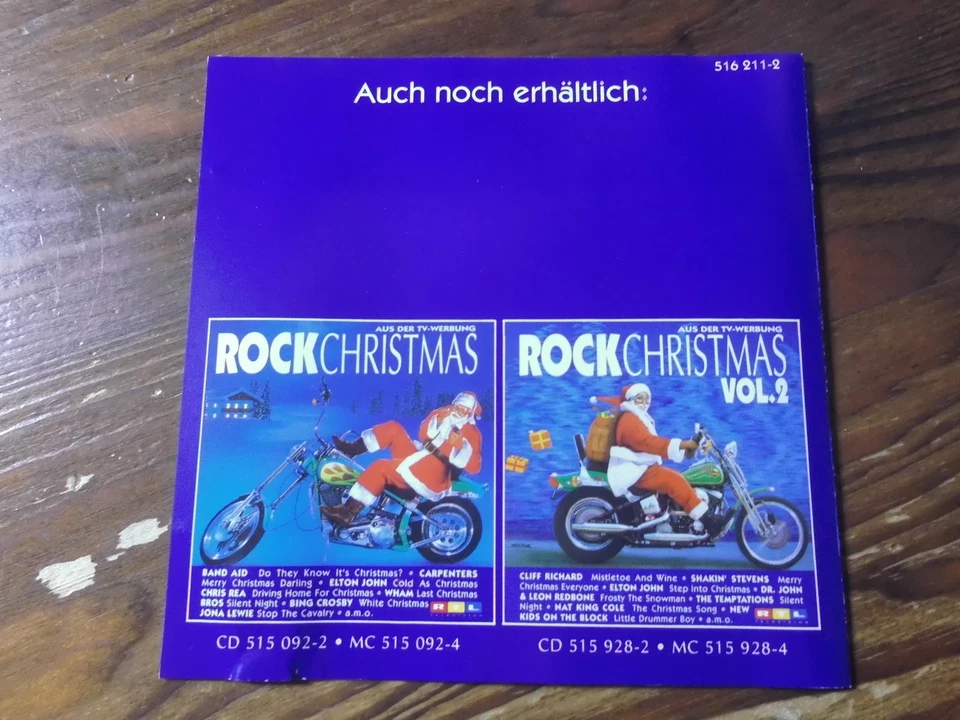 516 211-2
Auch noch erhältlich:
AUS DER TV-WERBUNG
ROCKCHRISTMAS
BAND AID Do They Know It's Christmas? • CARPENTERS
Merry Christmas Darling • ELTON JOHN Cold As Christmas
CHRIS REA Driving Home For Christmas • WHAM Last Christmas
BROS Silent Night • BING CROSBY White Christmas
JONA LEWIE Stop The Cavalry • a.m.o.
RTL
TELEVISION
CD 515 092-2 • MC 515 092-4
AUS DER TV-WERBUNG
ROCKCHRISTMAS
VOL.2
CLIFF RICHARD Mistletoe And Wine • SHAKIN' STEVENS Merry
Christmas Everyone • ELTON JOHN Step Into Christmas • DR. JOHN
& LEON REDBONE Frosty The Snowman • THE TEMPTATIONS Silent
Night • NAT KING COLE The Christmas Song • NEW
KIDS ON THE BLOCK Little Drummer Boy • a.m.o.
RTL
TELEVISION
CD 515 928-2 • MC 515 928-4